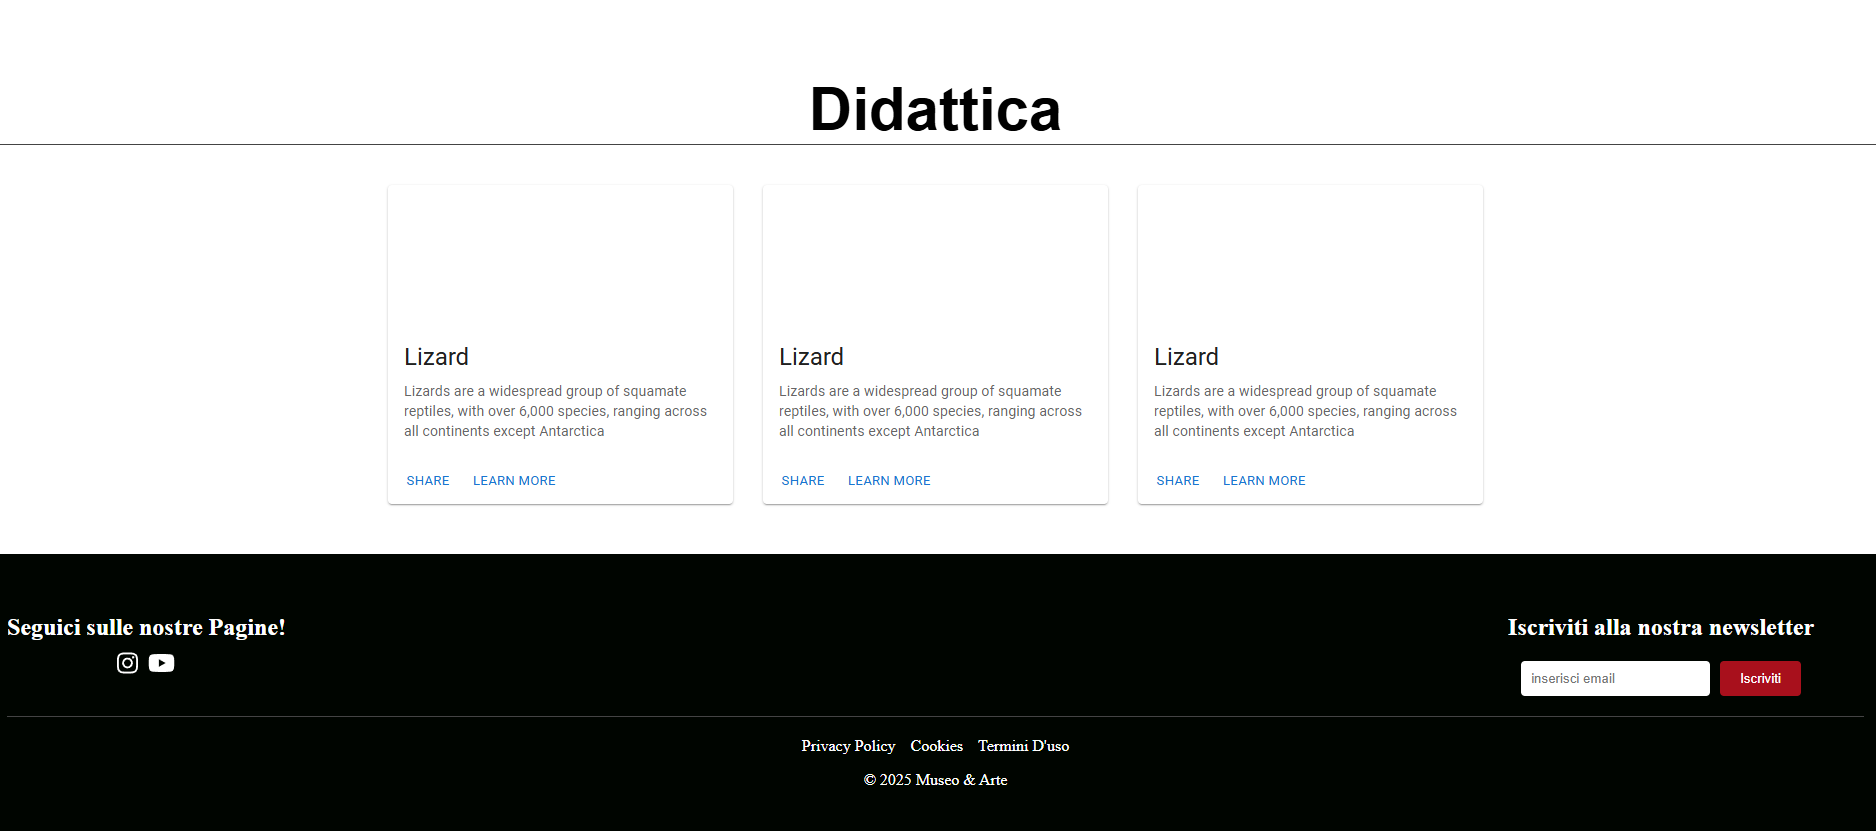 Didattica
Lizard
Lizards are a widespread group of squamate
reptiles, with over 6,000 species, ranging across
all continents except Antarctica
SHARE LEARN MORE
Lizard
Lizards are a widespread group of squamate
reptiles, with over 6,000 species, ranging across
all continents except Antarctica
SHARE LEARN MORE
Lizard
Lizards are a widespread group of squamate
reptiles, with over 6,000 species, ranging across
all continents except Antarctica
SHARE LEARN MORE
Seguici sulle nostre Pagine!
Iscriviti alla nostra newsletter
inserisci email Iscriviti
Privacy Policy Cookies Termini D'uso
© 2025 Museo & Arte